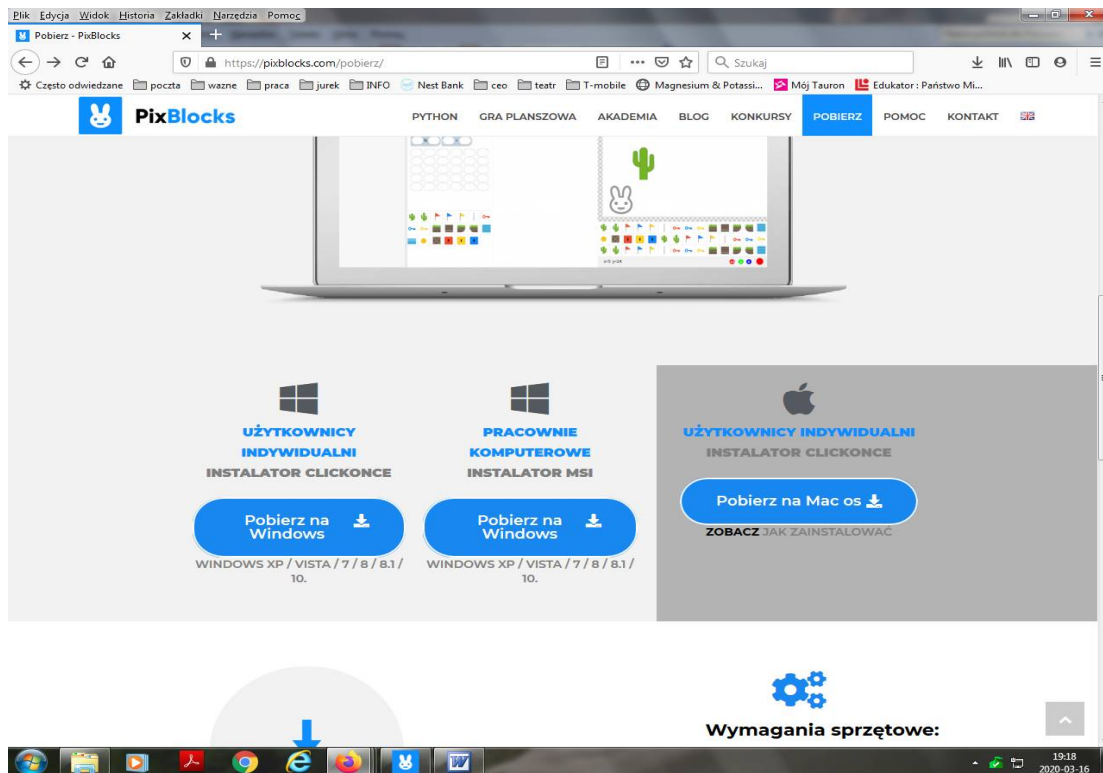 Plik Edycja Widok Historia Zakładki Narzędzia Pomoc
Pobierz - PixBlocks
https://pixblocks.com/pobierz/
Szukaj
Często odwiedzane poczta wazne praca jurek INFO Nest Bank ceo teatr T-mobile Magnesium & Potassi... Mój Tauron Edukator : Państwo Mi...
PixBlocks PYTHON GRA PLANSZOWA AKADEMIA BLOG KONKURSY POBIERZ POMOC KONTAKT
UŻYTKOWNICY
INDYWIDUALNI
INSTALATOR CLICKONCE
Pobierz na
Windows
WINDOWS XP / VISTA / 7 / 8 / 8.1 /
10.
PRACOWNIE
KOMPUTEROWE
INSTALATOR MSI
Pobierz na
Windows
WINDOWS XP / VISTA / 7 / 8 / 8.1 /
10.
UŻYTKOWNICY INDYWIDUALNI
INSTALATOR CLICKONCE
Pobierz na Mac os
ZOBACZ JAK ZAINSTALOWAĆ
Wymagania sprzętowe:
19:18
2020-03-16